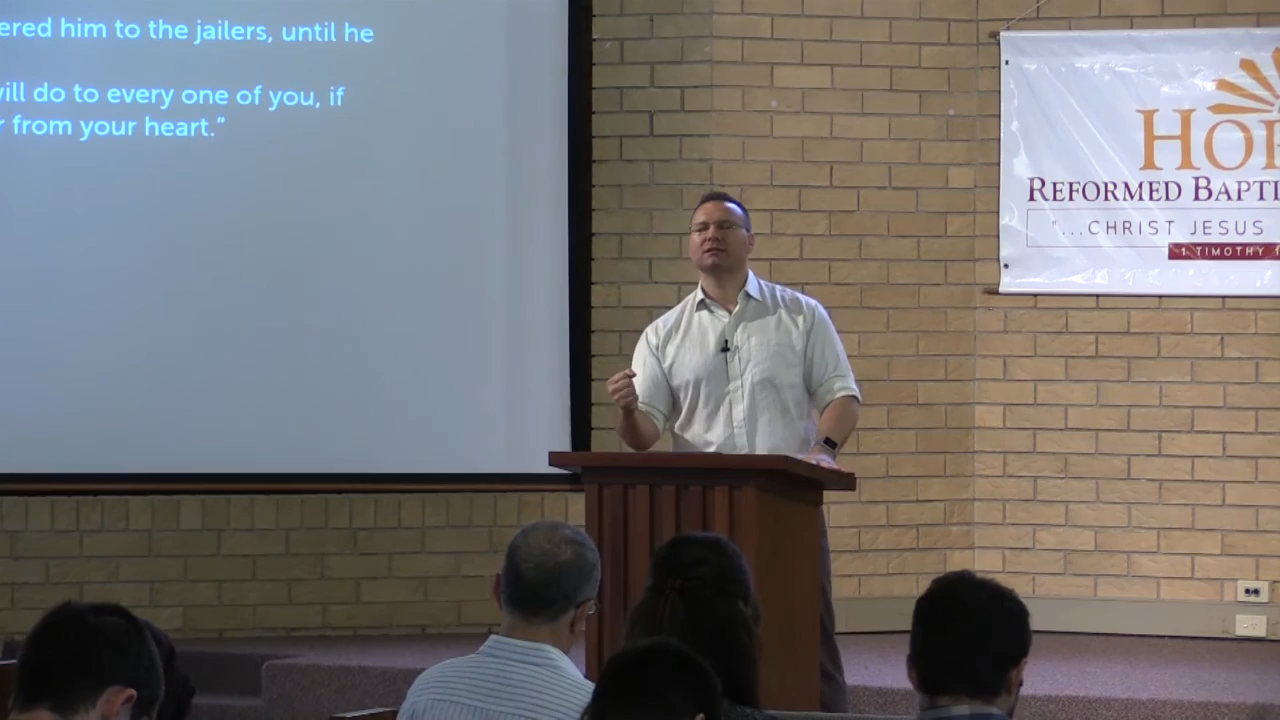 ered him to the jailers, until he
ill do to every one of you, if
r from your heart.”
HO
REFORMED BAPTI
"...CHRIST JESUS
1 TIMOTHY 1